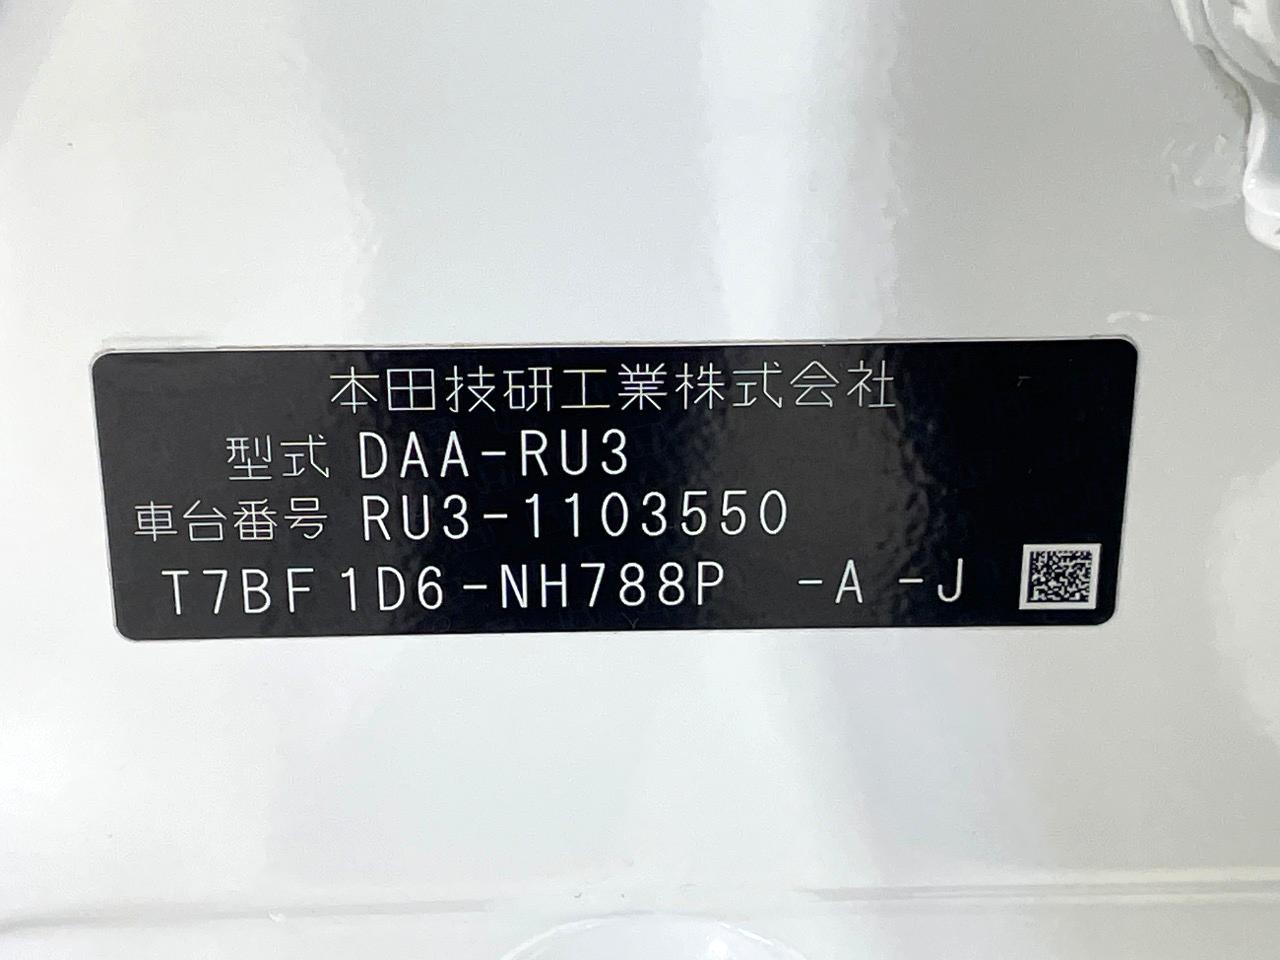 本田技研工業株式会社
型式 DAA-RU3
車台番号 RU3-1103550
T7BF1D6-NH788P -A -J